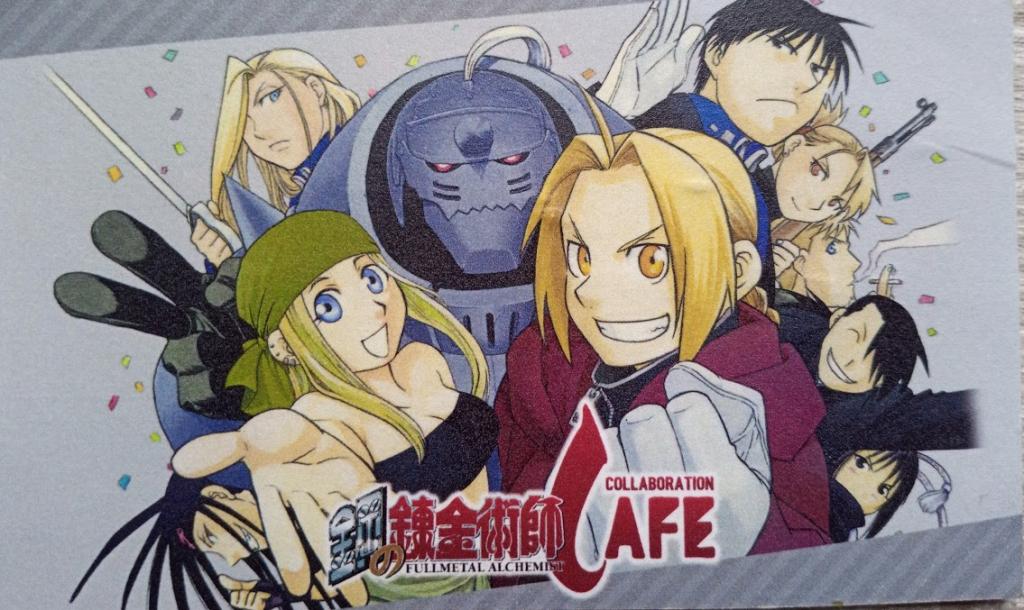 鋼の錬金術師
FULLMETAL ALCHEMIST
COLLABORATION
CAFE